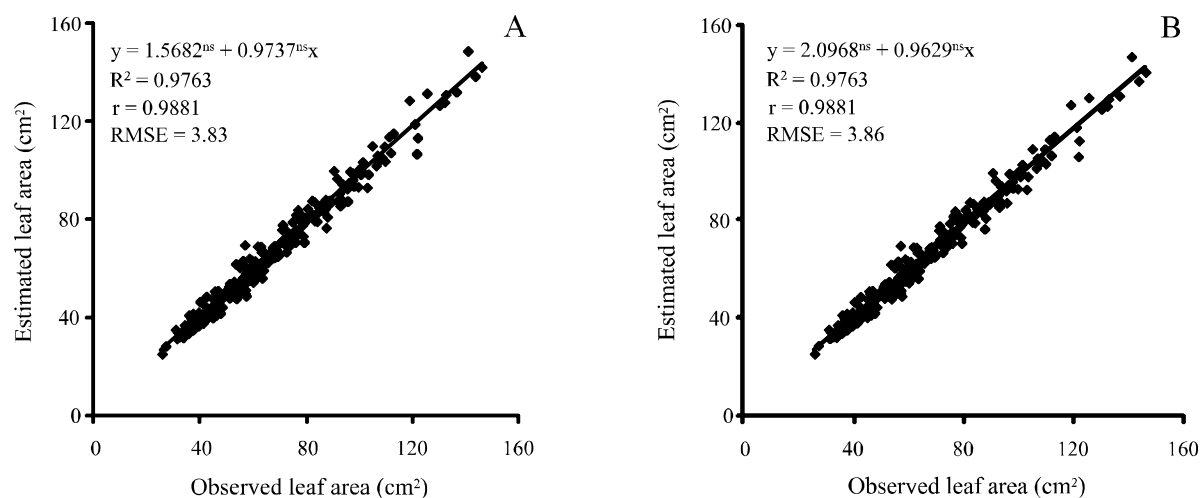 160
A
y = 1.5682ⁿˢ + 0.9737ⁿˢx
R² = 0.9763
r = 0.9881
RMSE = 3.83
120
80
40
0
Estimated leaf area (cm²)
0 40 80 120 160
Observed leaf area (cm²)
160
B
y = 2.0968ⁿˢ + 0.9629ⁿˢx
R² = 0.9763
r = 0.9881
RMSE = 3.86
120
80
40
0
Estimated leaf area (cm²)
0 40 80 120 160
Observed leaf area (cm²)